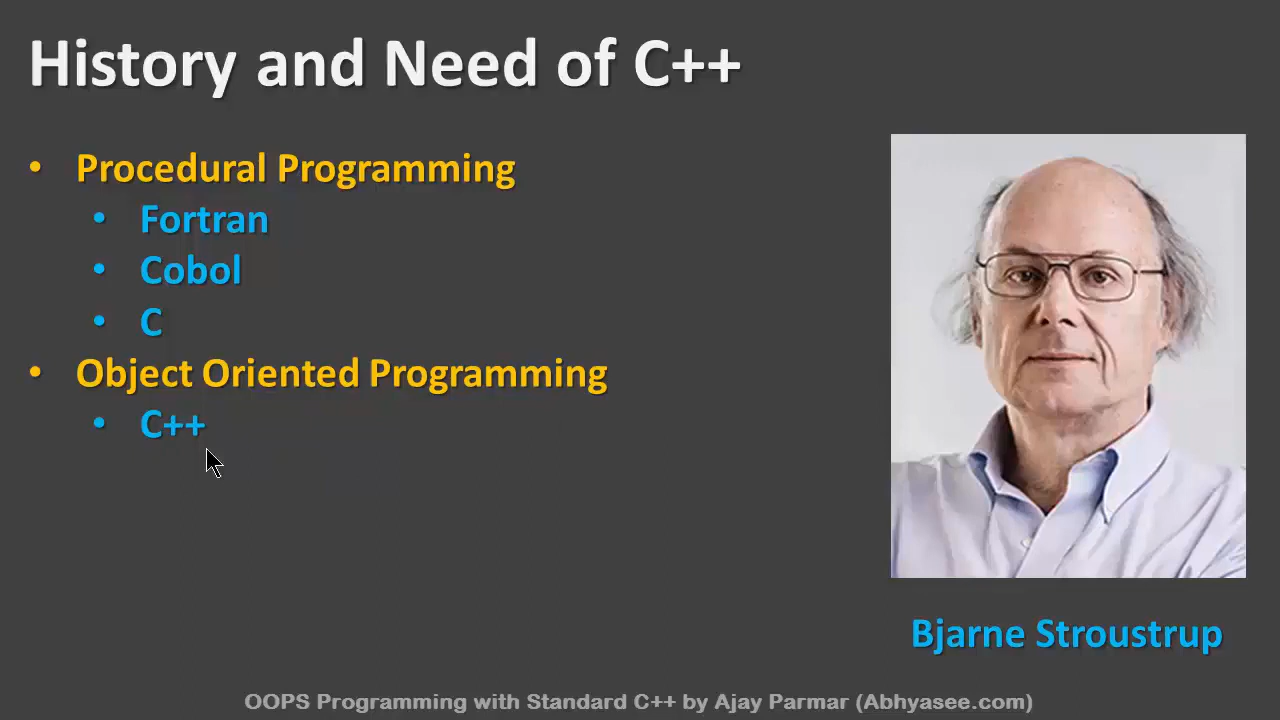 History and Need of C++
• Procedural Programming
• Fortran
• Cobol
• C
• Object Oriented Programming
• C++
Bjarne Stroustrup
OOPS Programming with Standard C++ by Ajay Parmar (Abhyasee.com)